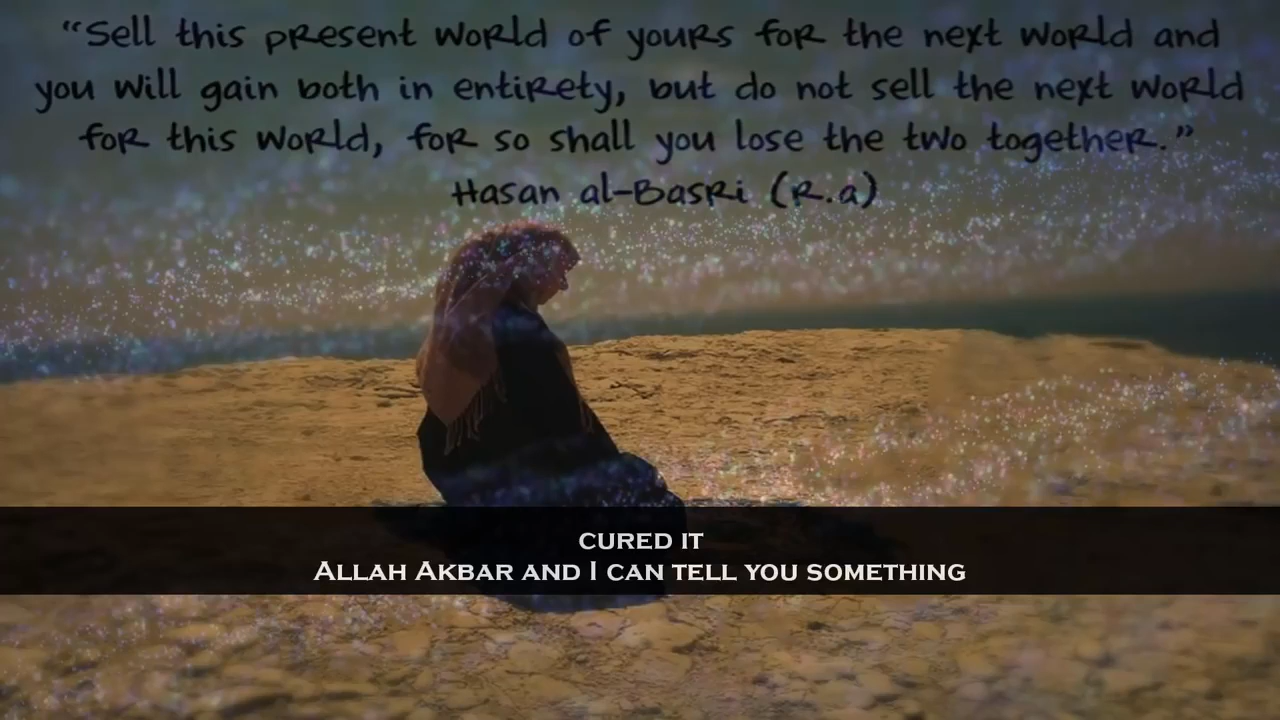 “Sell this present world of yours for the next world and
you will gain both in entirety, but do not sell the next world
for this world, for so shall you lose the two together.”
Hasan al-Basri (R.a)
CURED IT
ALLAH AKBAR AND I CAN TELL YOU SOMETHING